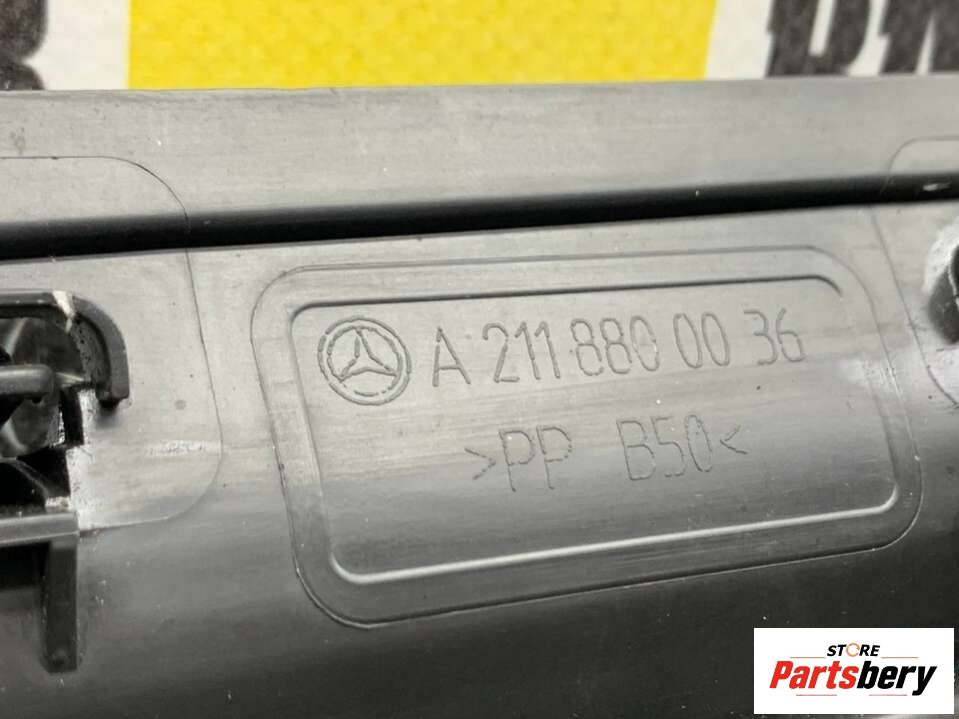 A 211 880 00 36
>PP B50<
STORE
Partsbery